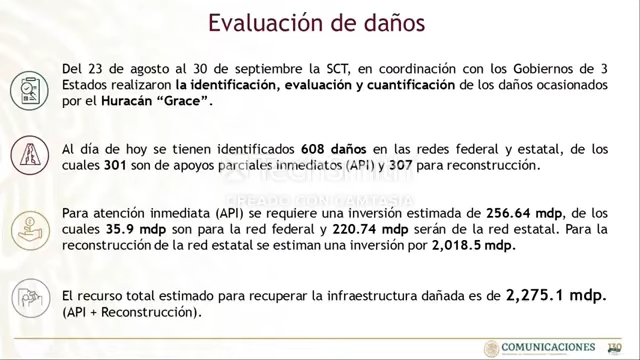 Evaluación de daños
Del 23 de agosto al 30 de septiembre la SCT, en coordinación con los Gobiernos de 3
Estados realizaron la identificación, evaluación y cuantificación de los daños ocasionados
por el Huracán “Grace”.
Al día de hoy se tienen identificados 608 daños en las redes federal y estatal, de los
cuales 301 son de apoyos parciales inmediatos (API) y 307 para reconstrucción.
CREADO CON CAMTASIA
Para atención inmediata (API) se requiere una inversión estimada de 256.64 mdp, de los
cuales 35.9 mdp son para la red federal y 220.74 mdp serán de la red estatal. Para la
reconstrucción de la red estatal se estiman una inversión por 2,018.5 mdp.
El recurso total estimado para recuperar la infraestructura dañada es de 2,275.1 mdp.
(API + Reconstrucción).
COMUNICACIONES